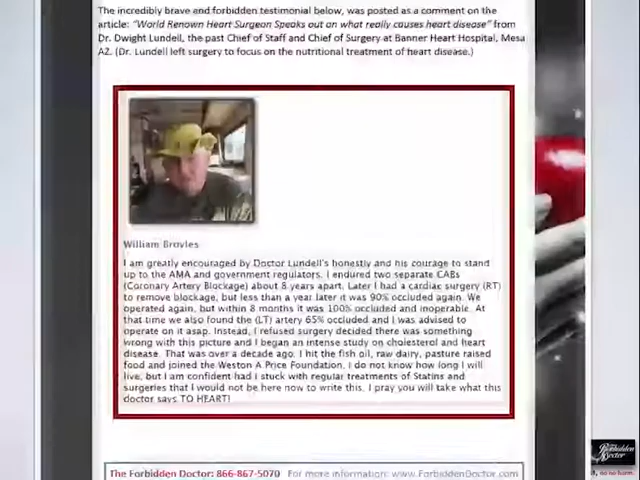 The incredibly brave and forbidden testimonial below, was posted as a comment on the
article: "World Renown Heart Surgeon Speaks out on what really causes heart disease" from
Dr. Dwight Lundell, the past Chief of Staff and Chief of Surgery at Banner Heart Hospital, Mesa
AZ. (Dr. Lundell left surgery to focus on the nutritional treatment of heart disease.)
William Broyles
I am greatly encouraged by Doctor Lundell's honestly and his courage to stand
up to the AMA and government regulators. I endured two separate CABs
(Coronary Artery Blockage) about 8 years apart. Later I had a cardiac surgery (RT)
to remove blockage, but less than a year later it was 90% occluded again. We
operated again, but within 8 months it was 100% occluded and inoperable. At
that time we also found the (LT) artery 65% occluded and I was advised to
operate on it asap. Instead, I refused surgery decided there was something
wrong with this picture and I began an intense study on cholesterol and heart
disease. That was over a decade ago. I hit the fish oil, raw dairy, pasture raised
food and joined the Weston A Price Foundation. I do not know how long I will
live, but I am confident had I stuck with regular treatments of Statins and
surgeries that I would not be here now to write this. I pray you will take what this
doctor says TO HEART!
The Forbidden Doctor: 866-867-5070 For more information: www.ForbiddenDoctor.com
Forbidden
Doctor
do no harm